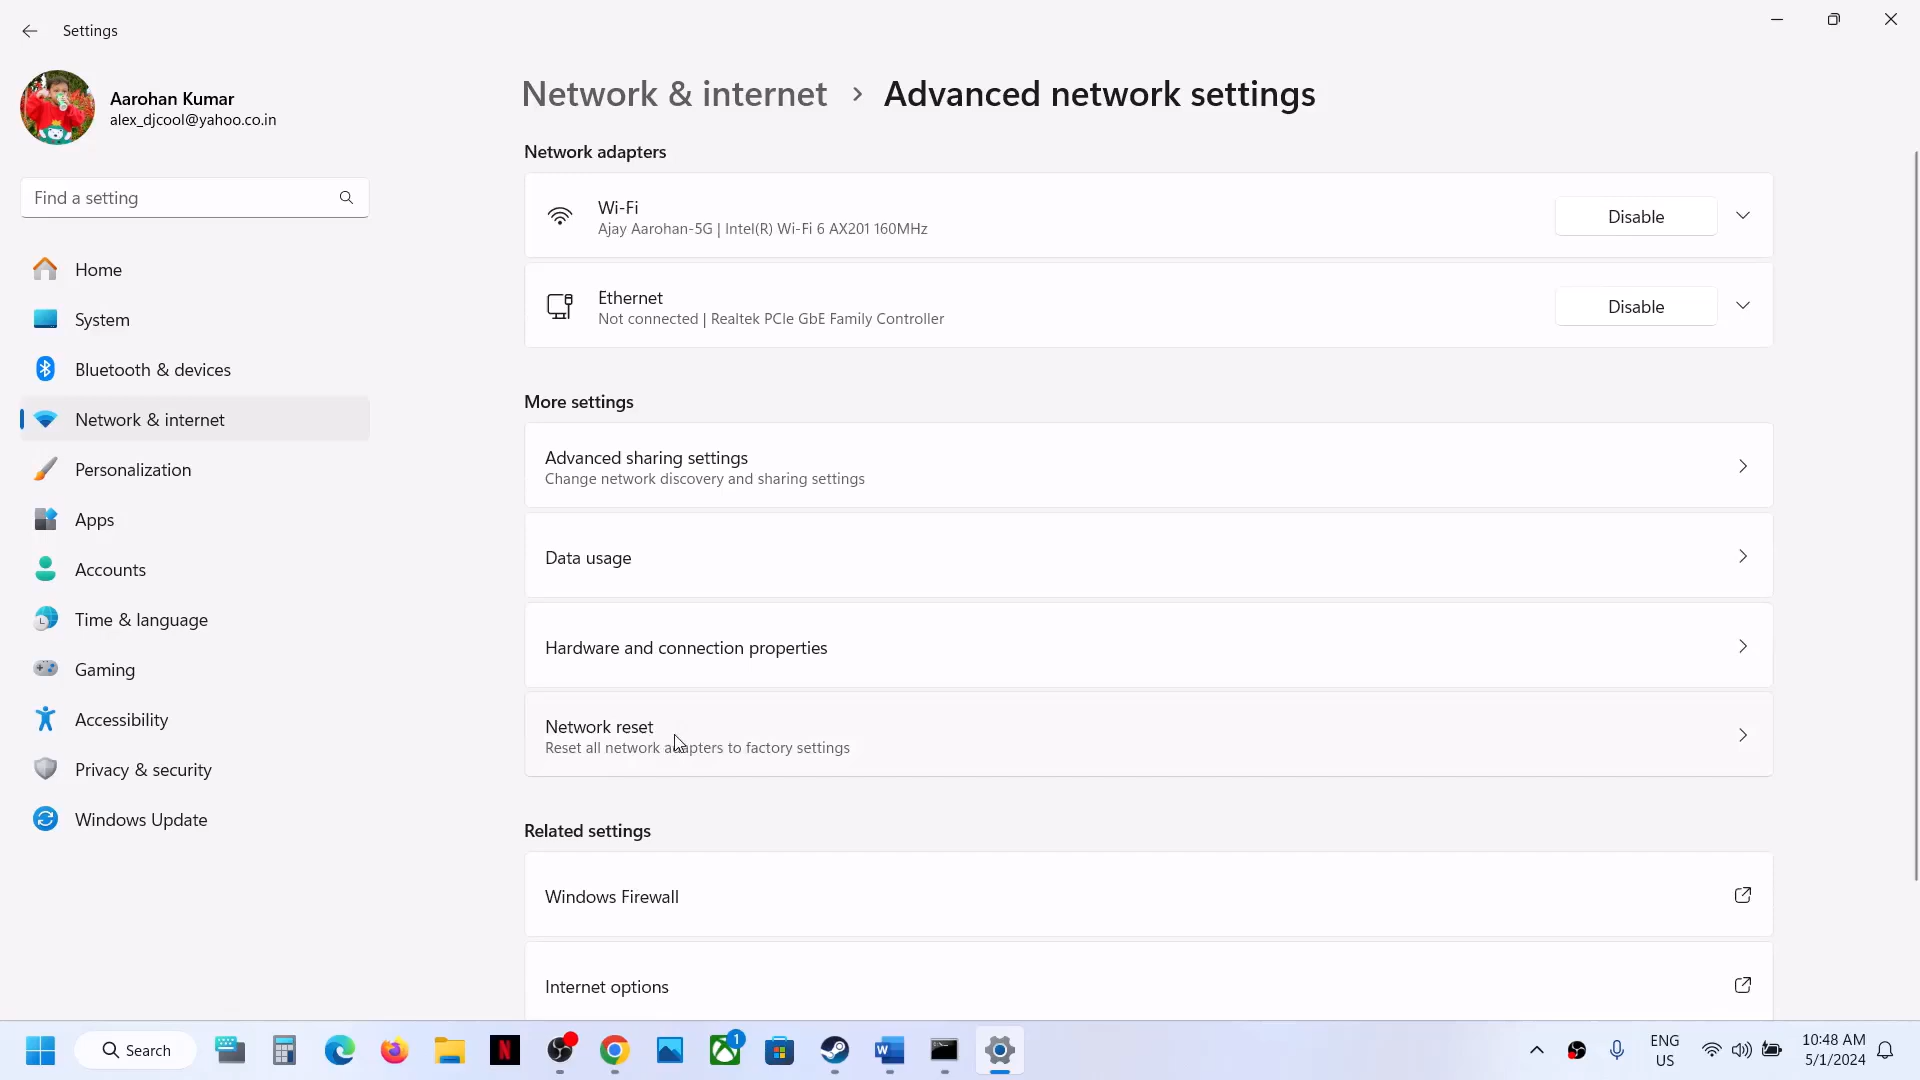 Settings
Aarohan Kumar
alex_djcool@yahoo.co.in
Find a setting
Home
System
Bluetooth & devices
Network & internet
Personalization
Apps
Accounts
Time & language
Gaming
Accessibility
Privacy & security
Windows Update
Network & internet > Advanced network settings
Network adapters
Wi-Fi
Ajay Aarohan-5G | Intel(R) Wi-Fi 6 AX201 160MHz
Disable
Ethernet
Not connected | Realtek PCIe GbE Family Controller
Disable
More settings
Advanced sharing settings
Change network discovery and sharing settings
Data usage
Hardware and connection properties
Network reset
Reset all network adapters to factory settings
Related settings
Windows Firewall
Internet options
Search
N
1
W
ENG
US
10:48 AM
5/1/2024